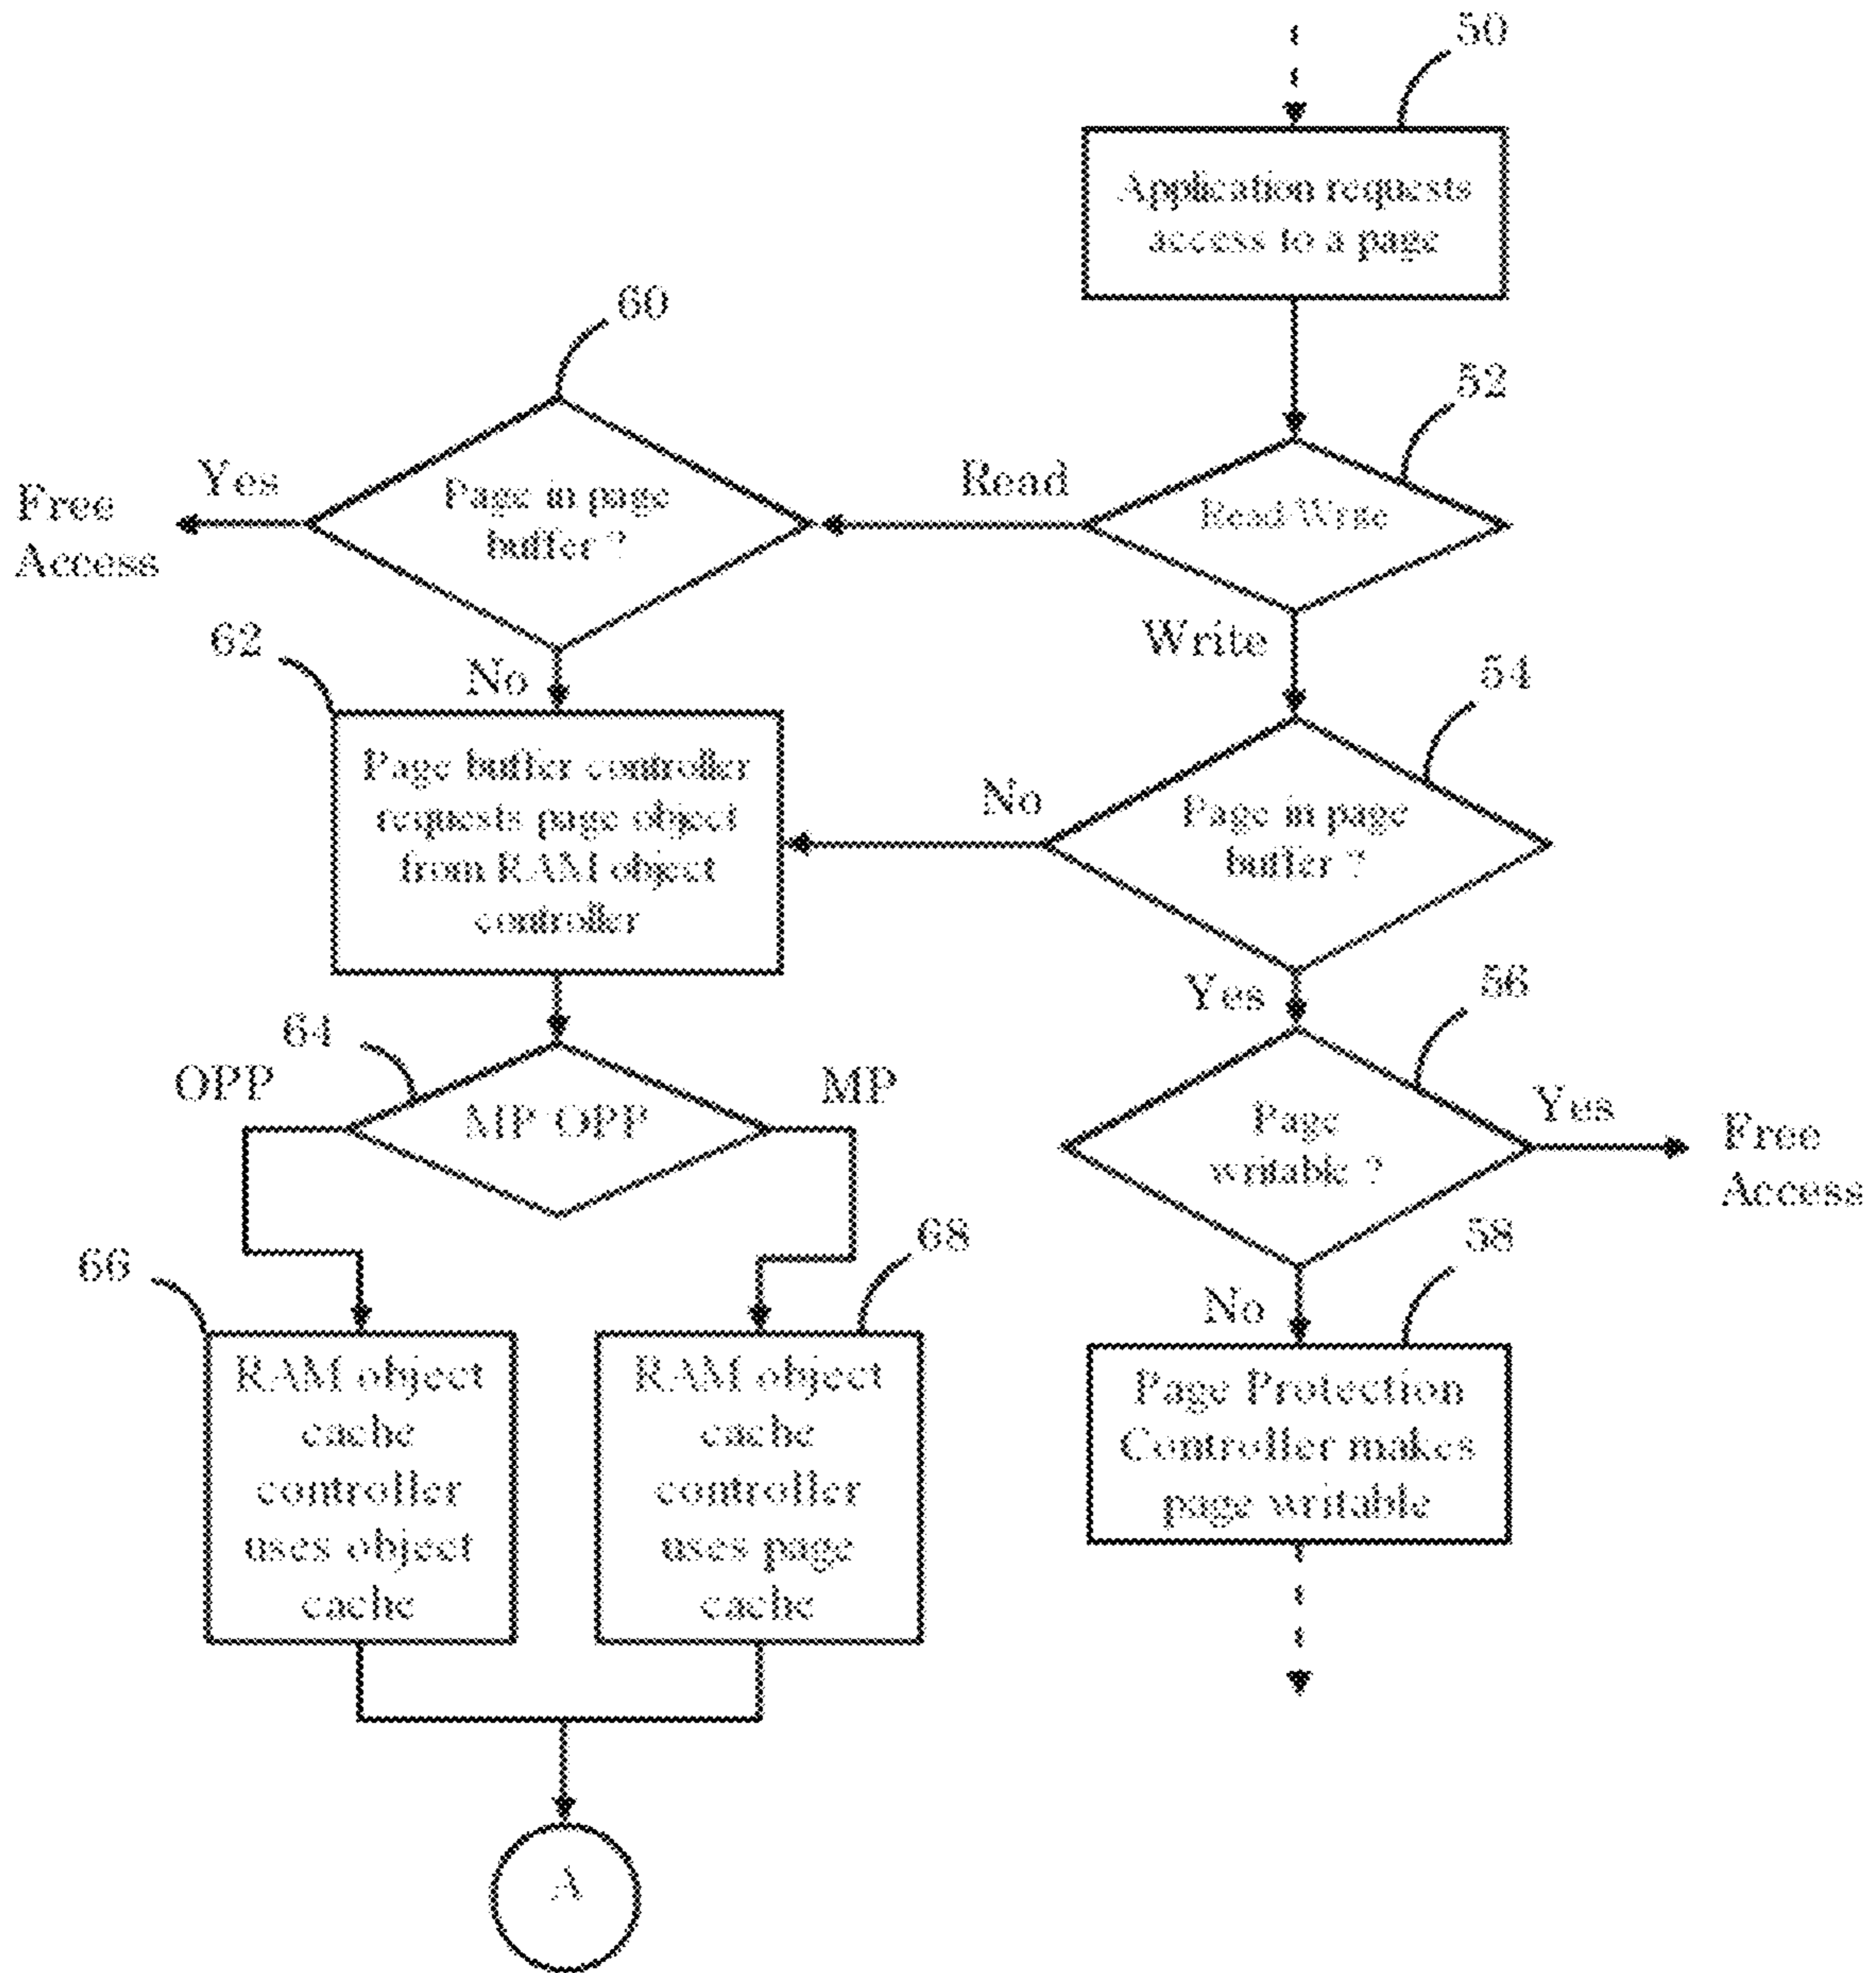 50
Application requests
access to a page
60
52
Yes
Free
Access
Page in page
buffer ?
Read
Read/Write
62
No
Write
54
Page buffer controller
requests page object
from RAM object
controller
No
Page in page
buffer ?
Yes
56
64
OPP
MP/OPP
MP
Page
writable ?
Yes
Free
Access
66
68
No
58
RAM object
cache
controller
uses object
cache
RAM object
cache
controller
uses page
cache
Page Protection
Controller makes
page writable
A